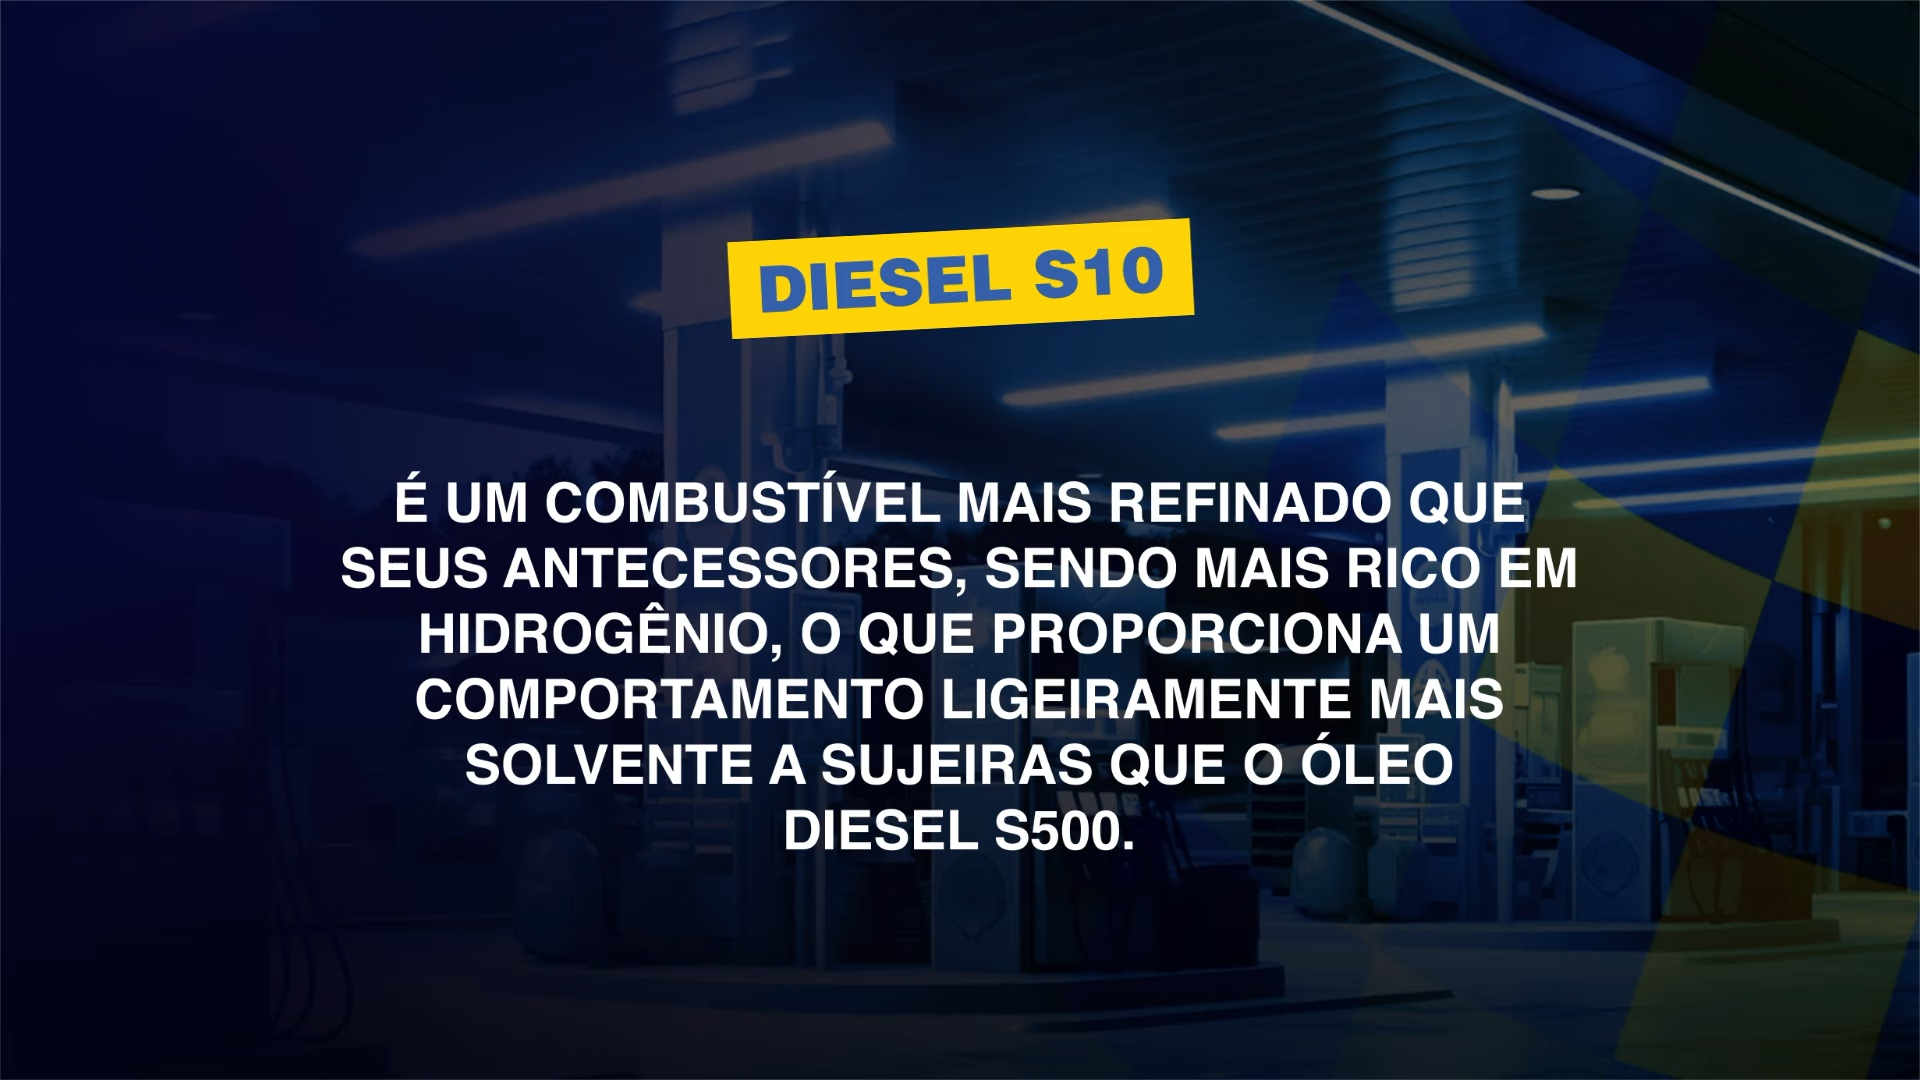 DIESEL S10
É UM COMBUSTÍVEL MAIS REFINADO QUE
SEUS ANTECESSORES, SENDO MAIS RICO EM
HIDROGÊNIO, O QUE PROPORCIONA UM
COMPORTAMENTO LIGEIRAMENTE MAIS
SOLVENTE A SUJEIRAS QUE O ÓLEO
DIESEL S500.